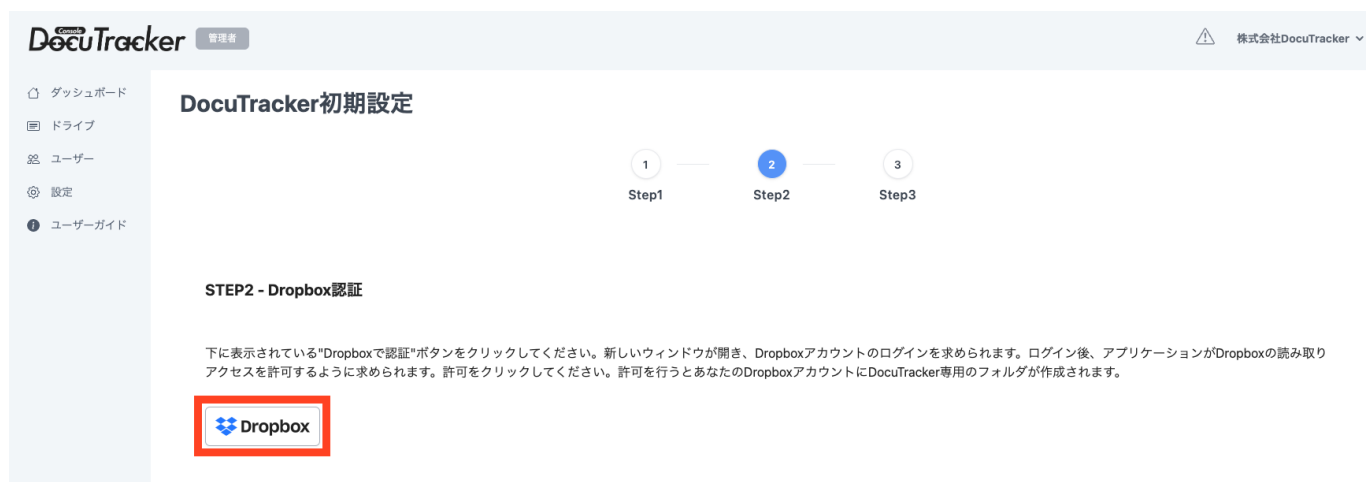 DocuTracker Console 管理者
株式会社DocuTracker
ダッシュボード
ドライブ
ユーザー
設定
ユーザーガイド
DocuTracker初期設定
1 2 3
Step1 Step2 Step3
STEP2 - Dropbox認証
下に表示されている"Dropboxで認証"ボタンをクリックしてください。新しいウィンドウが開き、Dropboxアカウントのログインを求められます。ログイン後、アプリケーションがDropboxの読み取り
アクセスを許可するように求められます。許可をクリックしてください。許可を行うとあなたのDropboxアカウントにDocuTracker専用のフォルダが作成されます。
Dropbox